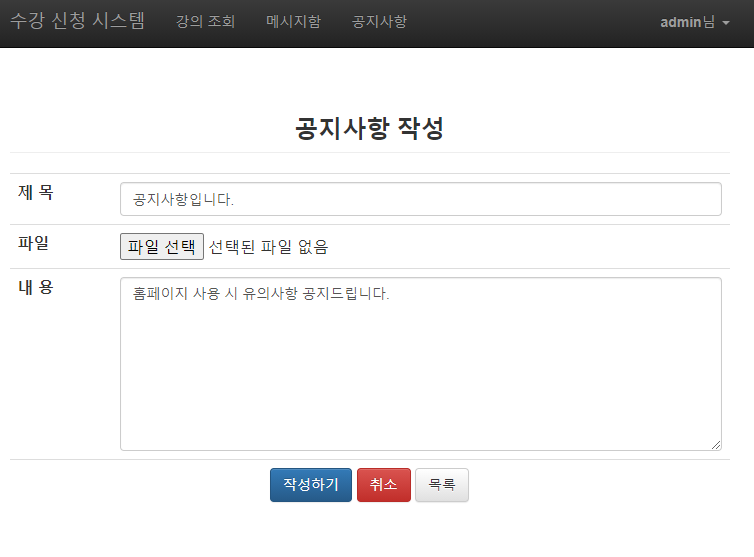 수강 신청 시스템 강의 조회 메시지함 공지사항 admin님
공지사항 작성
제 목 공지사항입니다.
파일 파일 선택 선택된 파일 없음
내 용 홈페이지 사용 시 유의사항 공지드립니다.
작성하기 취소 목록